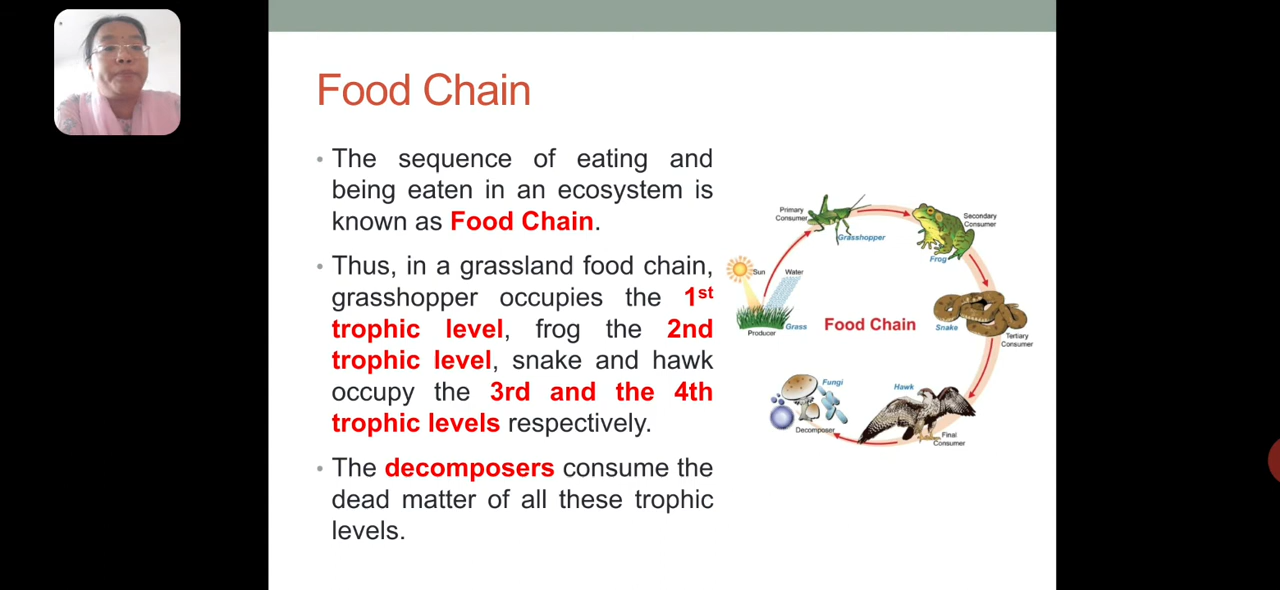 Food Chain
• The sequence of eating and
being eaten in an ecosystem is
known as Food Chain.
• Thus, in a grassland food chain,
grasshopper occupies the 1st
trophic level, frog the 2nd
trophic level, snake and hawk
occupy the 3rd and the 4th
trophic levels respectively.
• The decomposers consume the
dead matter of all these trophic
levels.
Primary
Consumer
Grasshopper
Secondary
Consumer
Frog
Sun
Water
Grass
Producer
Food Chain
Snake
Tertiary
Consumer
Fungi
Decomposer
Hawk
Final
Consumer